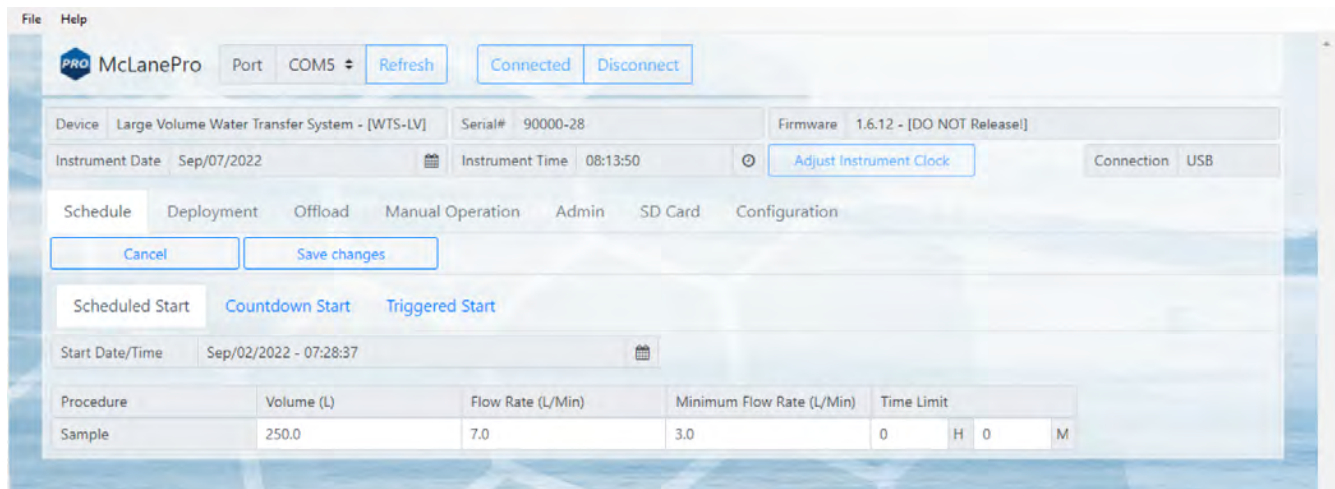 File Help
PRO McLanePro Port COM5 Refresh Connected Disconnect
Device Large Volume Water Transfer System - [WTS-LV] Serial# 90000-28 Firmware 1.6.12 - [DO NOT Release!]
Instrument Date Sep/07/2022 Instrument Time 08:13:50 Adjust Instrument Clock Connection USB
Schedule Deployment Offload Manual Operation Admin SD Card Configuration
Cancel Save changes
Scheduled Start Countdown Start Triggered Start
Start Date/Time Sep/02/2022 - 07:28:37
Procedure Volume (L) Flow Rate (L/Min) Minimum Flow Rate (L/Min) Time Limit
Sample 250.0 7.0 3.0 0 H 0 M